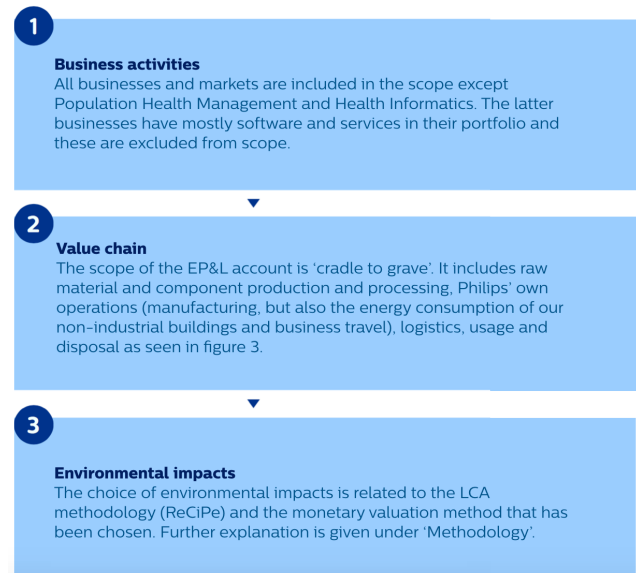 1
Business activities
All businesses and markets are included in the scope except
Population Health Management and Health Informatics. The latter
businesses have mostly software and services in their portfolio and
these are excluded from scope.
2
Value chain
The scope of the EP&L account is ‘cradle to grave’. It includes raw
material and component production and processing, Philips’ own
operations (manufacturing, but also the energy consumption of our
non-industrial buildings and business travel), logistics, usage and
disposal as seen in figure 3.
3
Environmental impacts
The choice of environmental impacts is related to the LCA
methodology (ReCiPe) and the monetary valuation method that has
been chosen. Further explanation is given under ‘Methodology’.